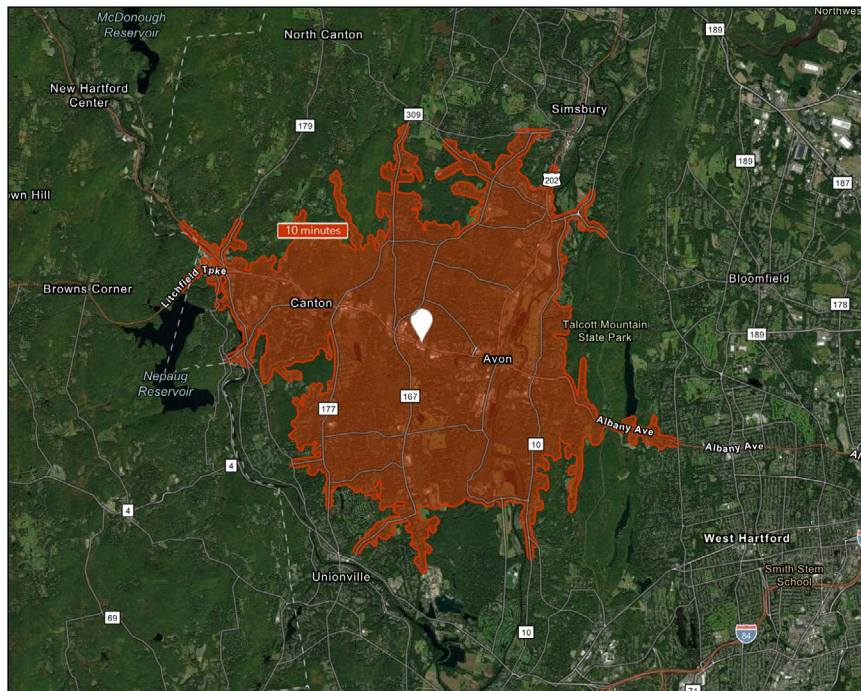 McDonough
Reservoir
Northwes
North Canton
189
New Hartford
Center
309
Simsbury
179
189
187
202
own Hill
10 minutes
Litchfield Tpke
Bloomfield
Browns Corner
Canton
178
Talcott Mountain
State Park
189
Avon
Nepaug
Reservoir
167
177
Albany Ave
10
Albany Ave
4
4
West Hartford
Smith Stem
School
Unionville
69
10
84
71